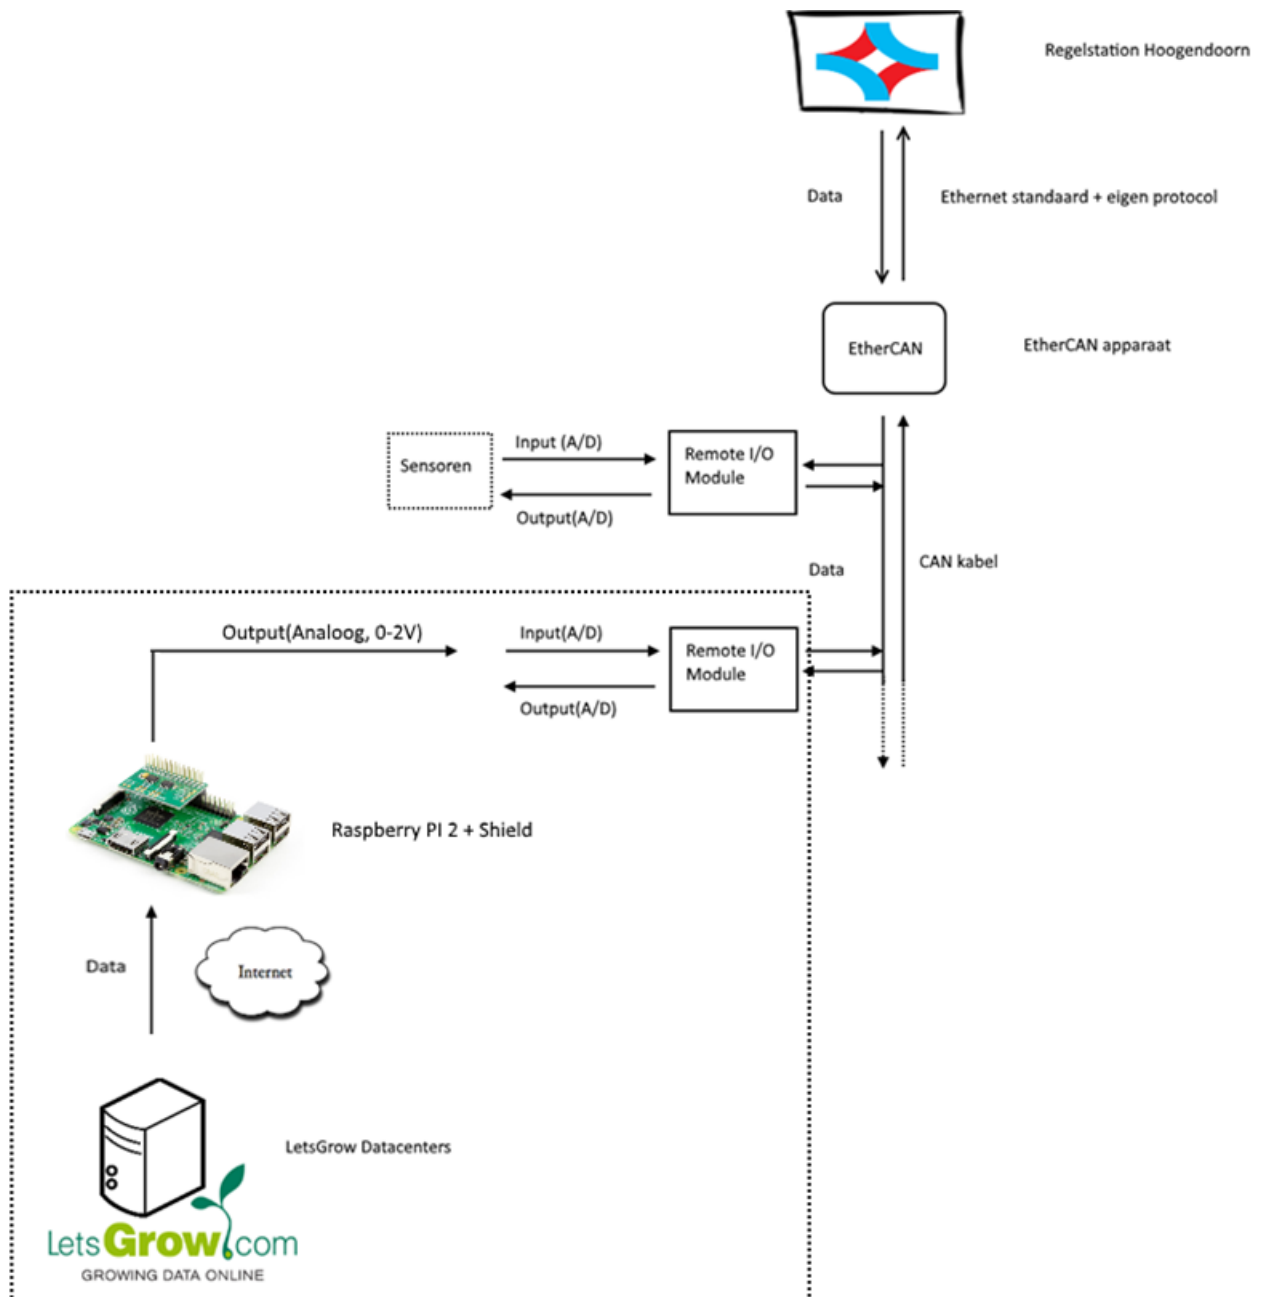 Regelstation Hoogendoorn
Data
Ethernet standaard + eigen protocol
EtherCAN
EtherCAN apparaat
Sensoren
Input (A/D)
Output(A/D)
Remote I/O
Module
Data
CAN kabel
Output(Analoog, 0-2V)
Input(A/D)
Output(A/D)
Remote I/O
Module
Raspberry PI 2 + Shield
Data
Internet
LetsGrow Datacenters
LetsGrow.com
GROWING DATA ONLINE